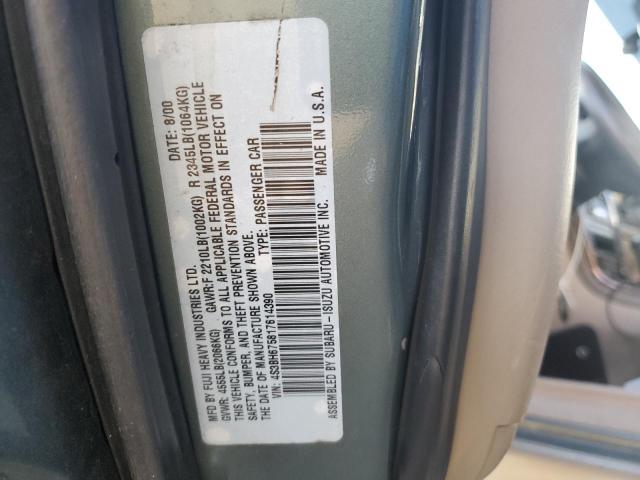 MFD BY FUJI HEAVY INDUSTRIES LTD. DATE: 8/00
GVWR: 4555LB(2066KG) GAWR:F 2210LB(1002KG) R 2345LB(1064KG)
THIS VEHICLE CONFORMS TO ALL APPLICABLE FEDERAL MOTOR VEHICLE
SAFETY, BUMPER, AND THEFT PREVENTION STANDARDS IN EFFECT ON
THE DATE OF MANUFACTURE SHOWN ABOVE.
VIN: 4S3BH675817614390 TYPE: PASSENGER CAR
ASSEMBLED BY SUBARU-ISUZU AUTOMOTIVE INC. MADE IN U.S.A.